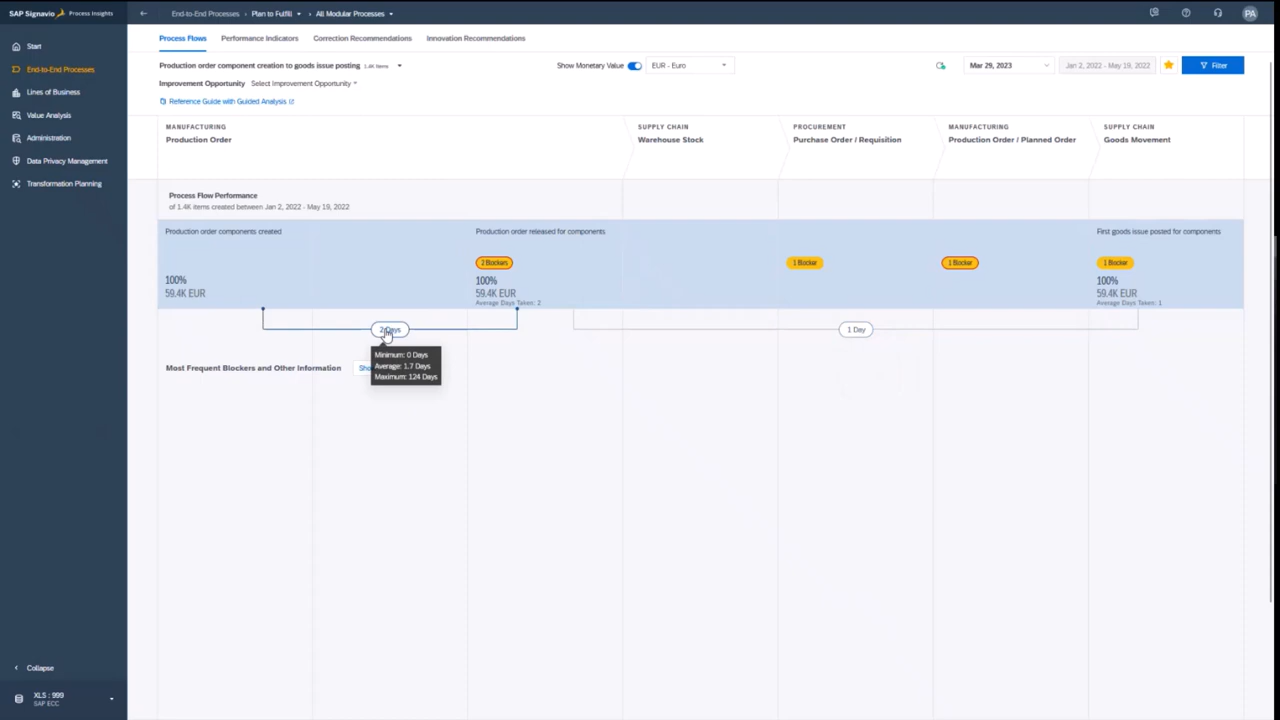 SAP Signavio Process Insights
End-to-End Processes › Plan to Fulfill › All Modular Processes
PA
Start
End-to-End Processes
Lines of Business
Value Analysis
Administration
Data Privacy Management
Transformation Planning
Collapse
XLS : 999
SAP ECC
Process Flows Performance Indicators Correction Recommendations Innovation Recommendations
Production order component creation to goods issue posting 1.4K items
Show Monetary Value EUR - Euro
Mar 29, 2023 Jan 2, 2022 - May 19, 2022 Filter
Improvement Opportunity Select Improvement Opportunity
Reference Guide with Guided Analysis
MANUFACTURING
Production Order
SUPPLY CHAIN
Warehouse Stock
PROCUREMENT
Purchase Order / Requisition
MANUFACTURING
Production Order / Planned Order
SUPPLY CHAIN
Goods Movement
Process Flow Performance
of 1.4K items created between Jan 2, 2022 - May 19, 2022
Production order components created
100%
59.4K EUR
Production order released for components
2 Blockers
100%
59.4K EUR
Average Days Taken: 2
1 Blocker
1 Blocker
First goods issue posted for components
1 Blocker
100%
59.4K EUR
Average Days Taken: 1
2 Days
1 Day
Minimum: 0 Days
Average: 1.7 Days
Maximum: 124 Days
Most Frequent Blockers and Other Information Sho